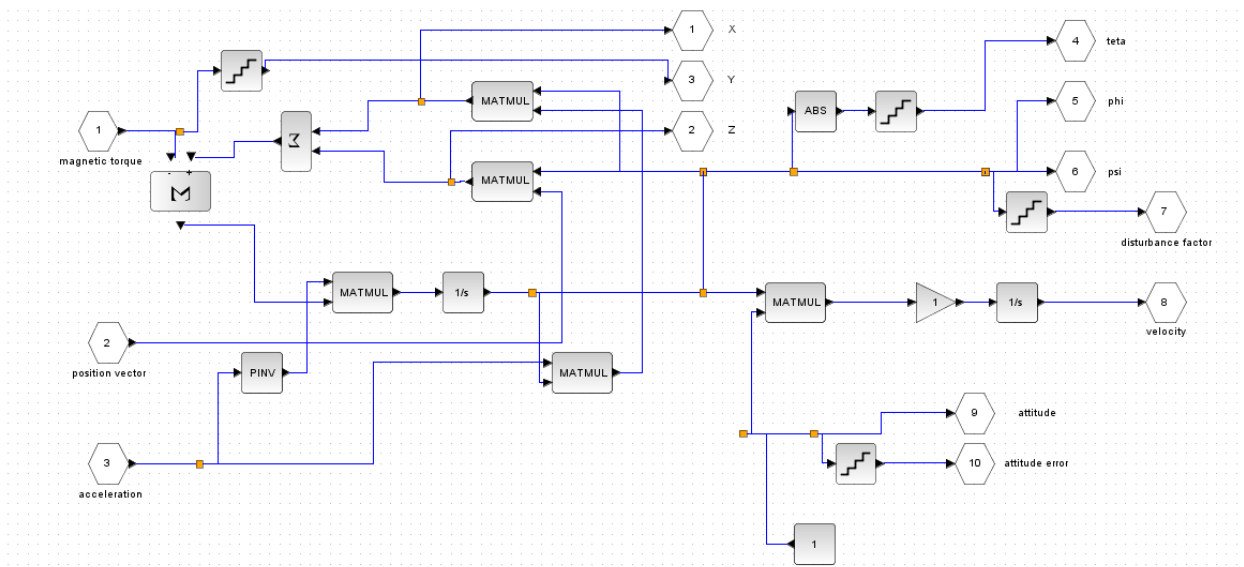 1
X
4
teta
3
Y
MATMUL
ABS
5
phi
1
magnetic torque
Σ
2
Z
- +
MATMUL
6
psi
7
disturbance factor
MATMUL
1/s
MATMUL
1
1/s
8
velocity
2
position vector
PINV
MATMUL
9
attitude
3
acceleration
10
attitude error
1